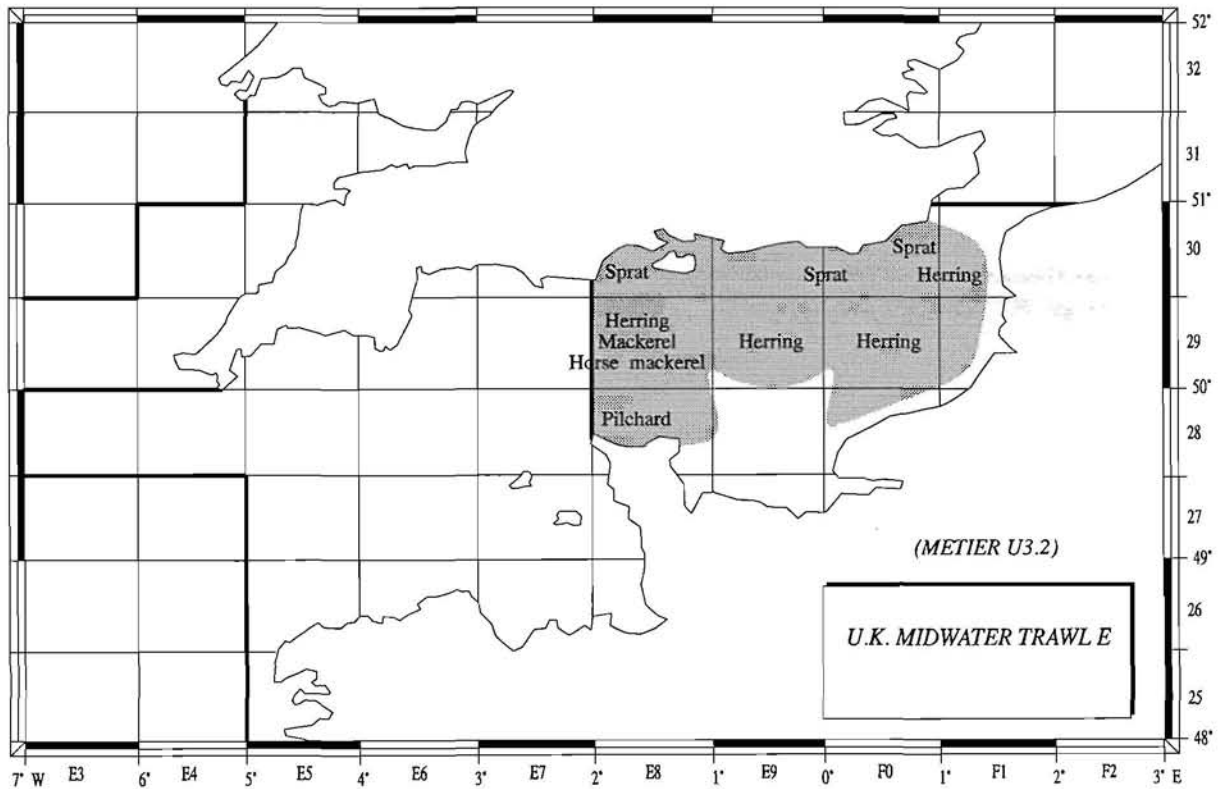 52°
32
31
51°
30
Sprat
Sprat
Sprat
Herring
Herring
Mackerel
Horse mackerel
Herring
Herring
29
50°
Pilchard
28
27
(METIER U3.2)
49°
26
U.K. MIDWATER TRAWL E
25
48°
7° W E3 6° E4 5° E5 4° E6 3° E7 2° E8 1° E9 0° F0 1° F1 2° F2 3° E